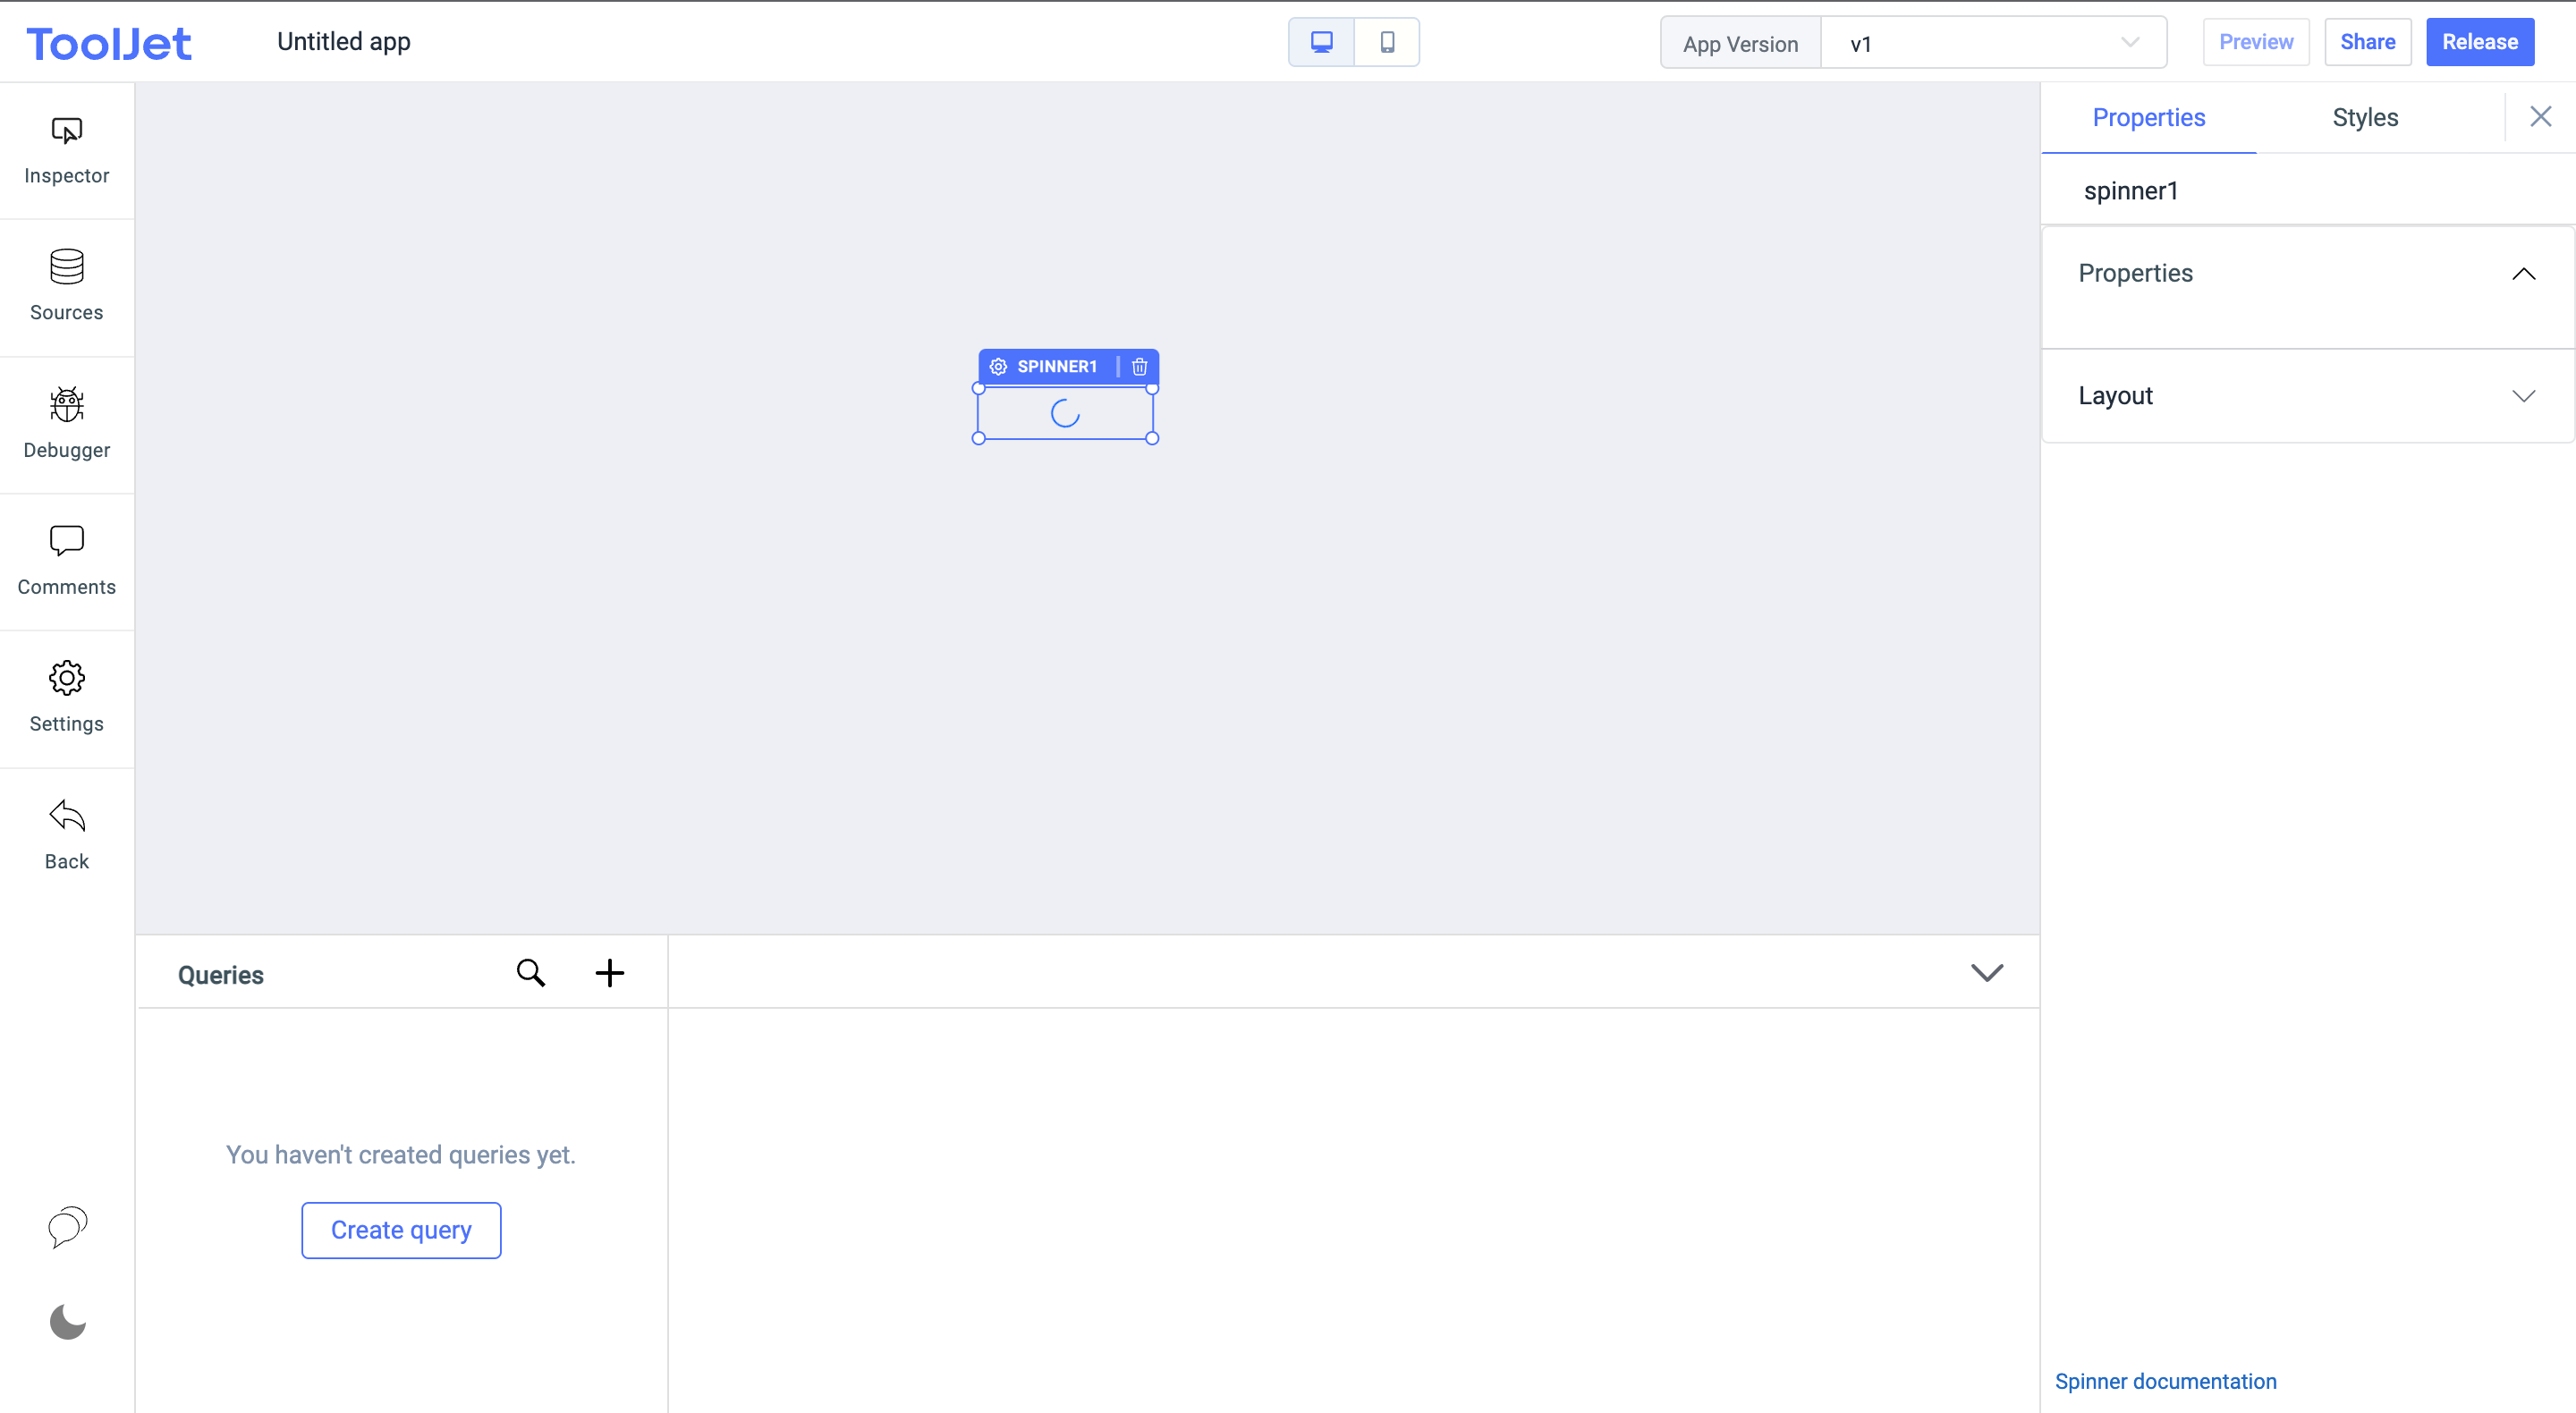 ToolJet
Untitled app
App Version
v1
Preview
Share
Release
Inspector
Sources
Debugger
Comments
Settings
Back
SPINNER1
Properties
Styles
spinner1
Properties
Layout
Queries
You haven't created queries yet.
Create query
Spinner documentation